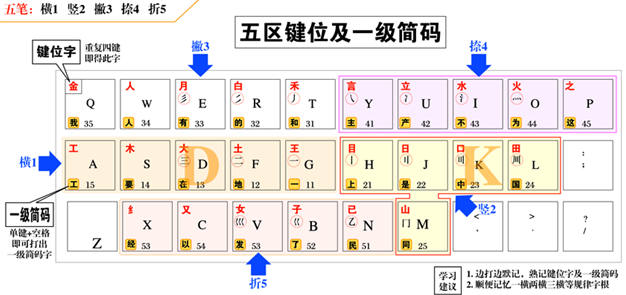 五笔： 横1 竖2 撇3 捺4 折5
五区键位及一级简码
键位字
重复四键
即得此字
撇3
捺4
金 人 月 白 禾 言 立 水 火 之
Q W E R T Y U I O P
我 35 人 34 有 33 的 32 和 31 主 41 产 42 不 43 为 44 这 45
横1
工 木 大 土 王 目 日 口 田
A S D F G H J K L : ;
工 15 要 14 在 13 地 12 一 11 上 21 是 22 中 23 国 24
D K
一级简码
单键+空格
即可打出
一级简码字
竖2
纟 又 女 子 已 山
Z X C V B N M < , > . ? /
经 53 以 54 发 53 了 52 民 51 同 25
折5
学习
建议
1. 边打边默记，熟记键位字及一级简码
2. 顺便记忆一横两横三横等规律字根